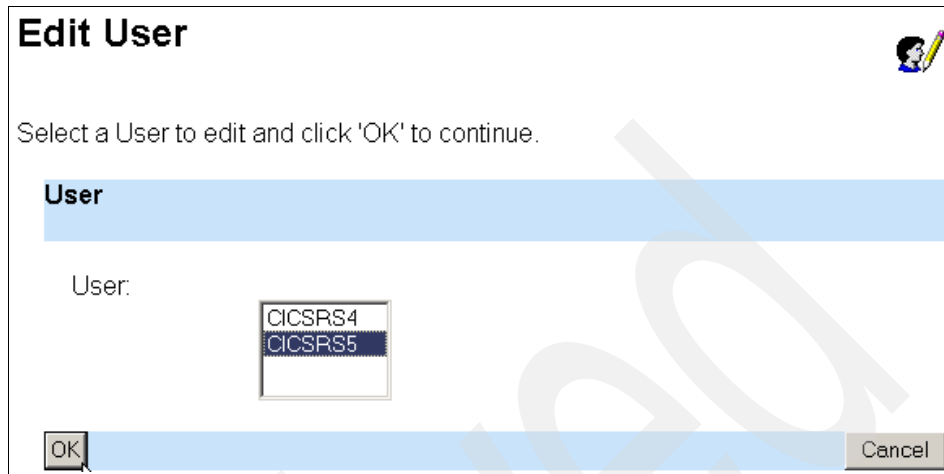 Edit User
Select a User to edit and click 'OK' to continue.
User
User:
CICSRS4
CICSRS5
OK
Cancel